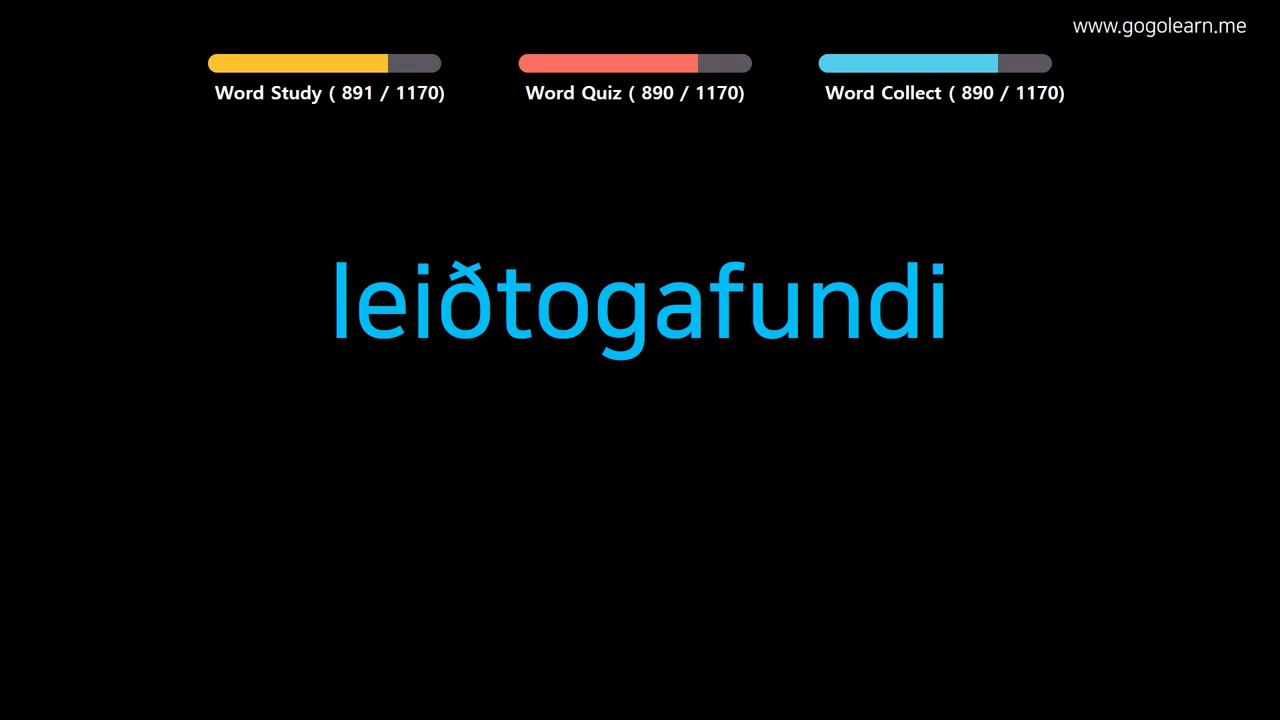 www.gogolearn.me
Word Study ( 891 / 1170)
Word Quiz ( 890 / 1170)
Word Collect ( 890 / 1170)
leiðtogafundi